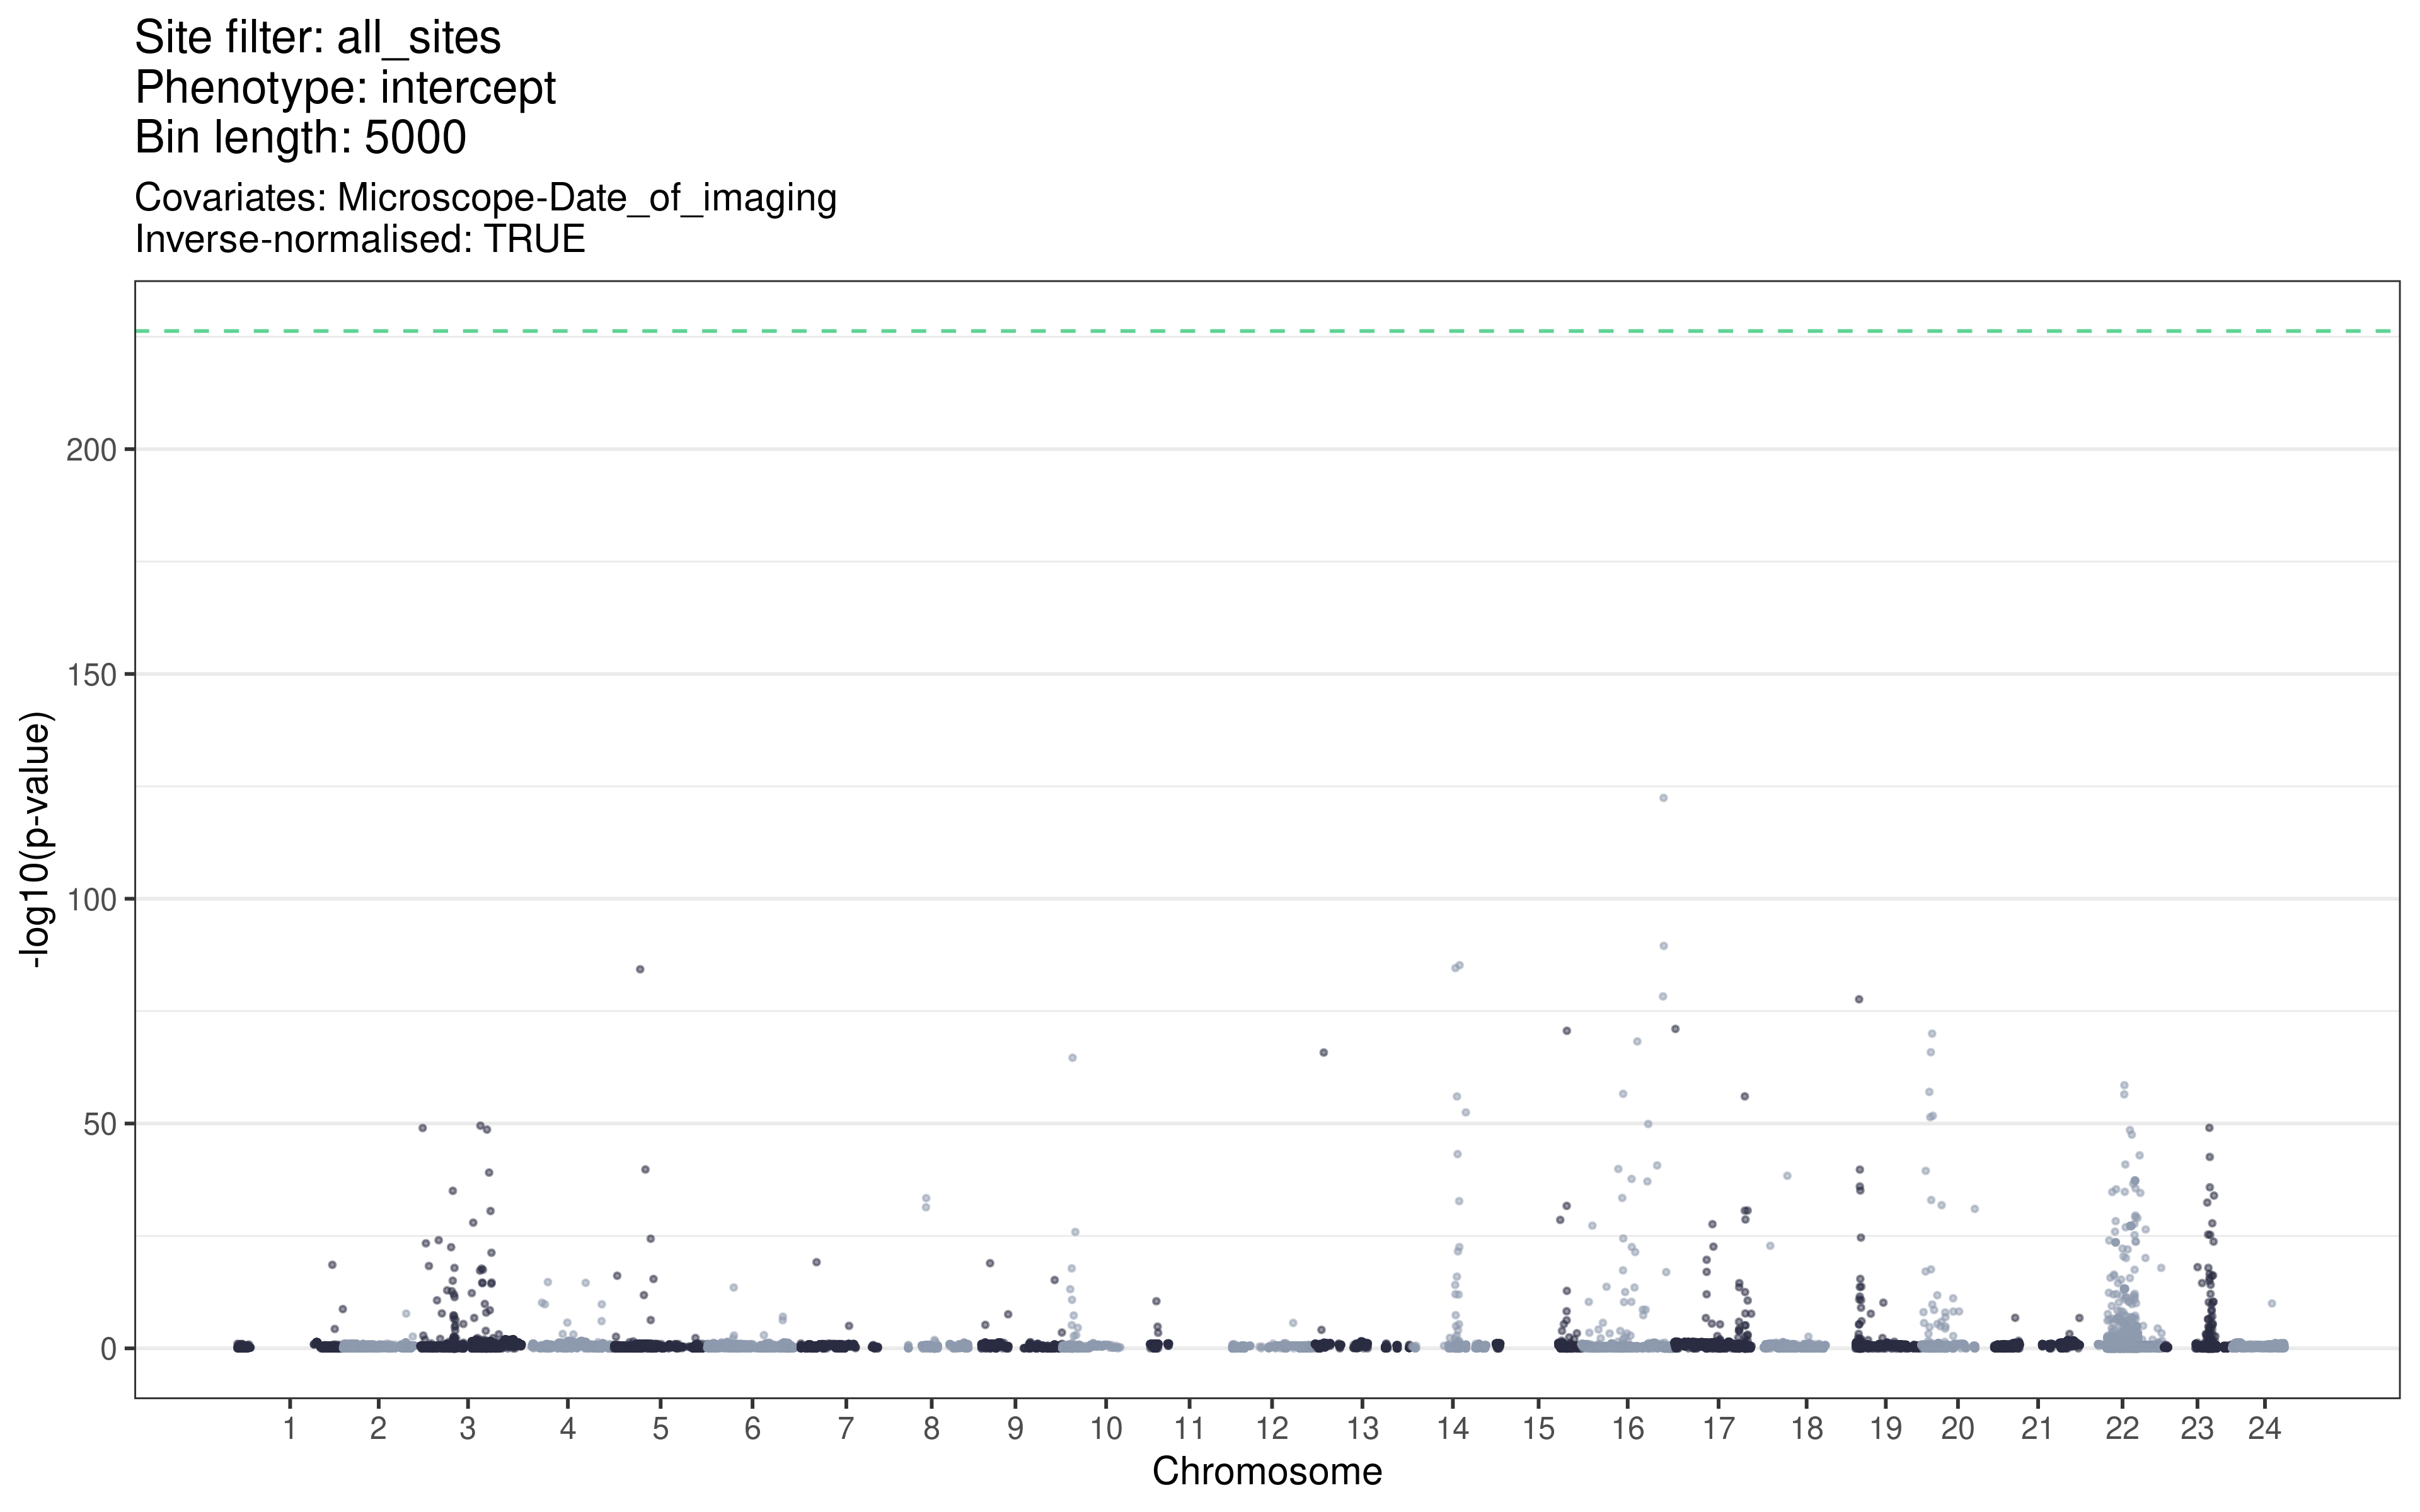 Site filter: all_sites
Phenotype: intercept
Bin length: 5000
Covariates: Microscope-Date_of_imaging
Inverse-normalised: TRUE
-log10(p-value)
200
150
100
50
0
1 2 3 4 5 6 7 8 9 10 11 12 13 14 15 16 17 18 19 20 21 22 23 24
Chromosome